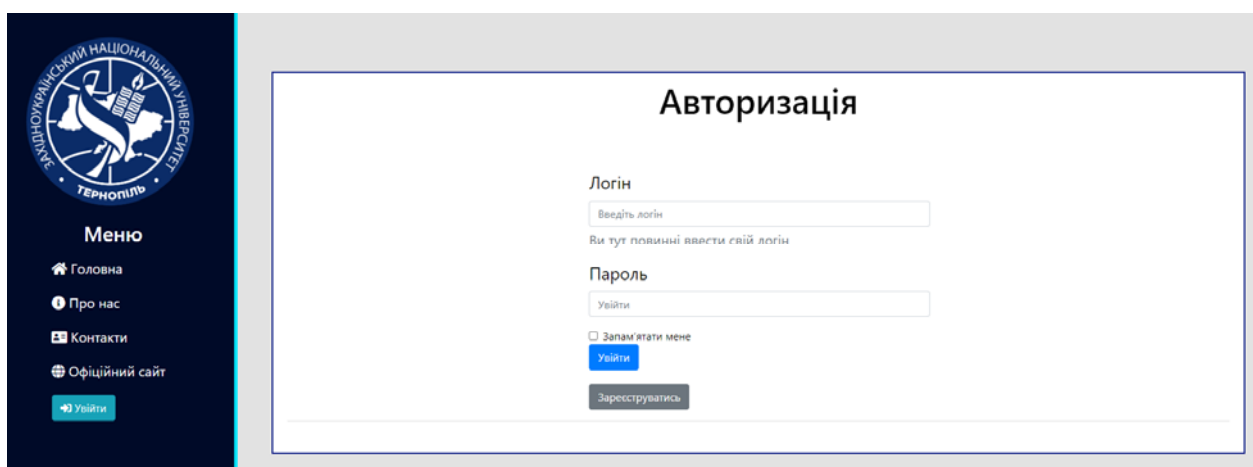 ЗАХІДНОУКРАЇНСЬКИЙ НАЦІОНАЛЬНИЙ УНІВЕРСИТЕТ
ТЕРНОПІЛЬ
Меню
Головна
Про нас
Контакти
Офіційний сайт
Увійти
Авторизація
Логін
Введіть логін
Ви тут повинні ввести свій логін
Пароль
Увійти
Запам'ятати мене
Увійти
Зареєструватись